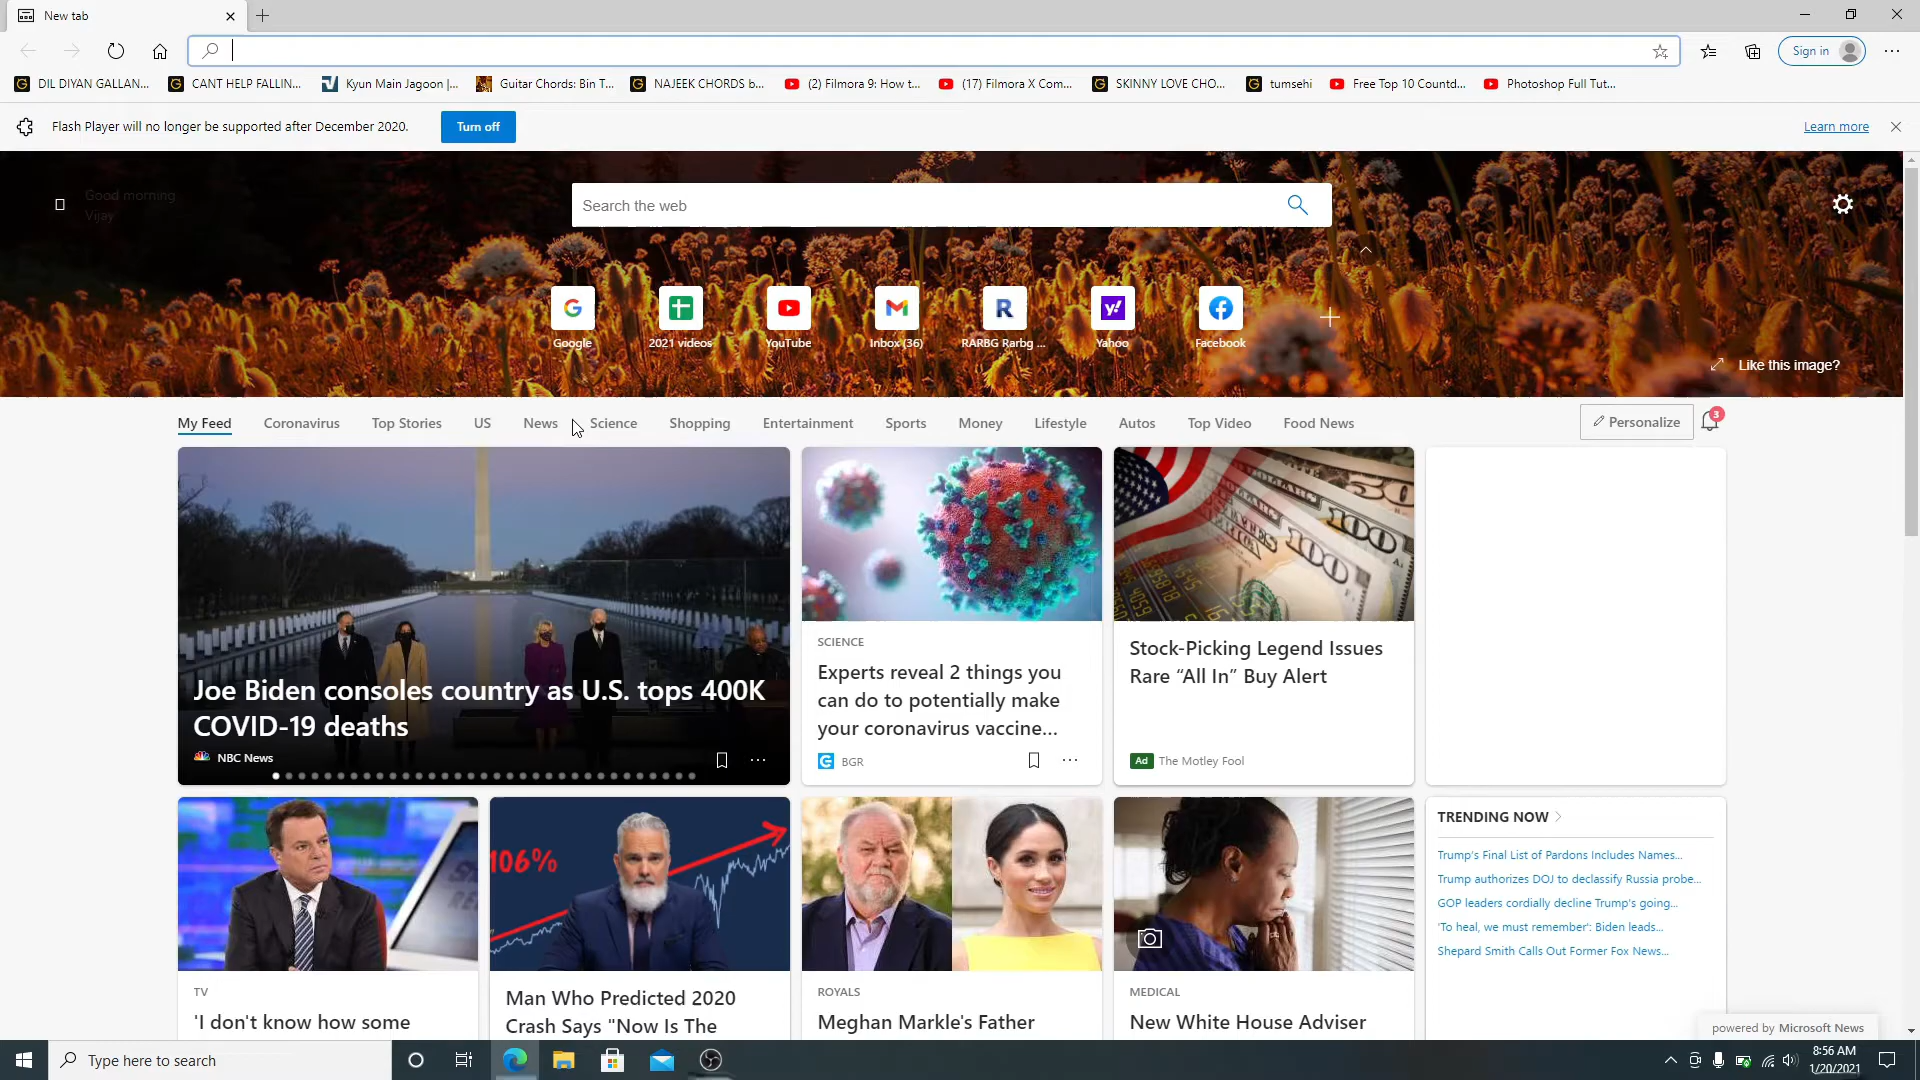 New tab
Sign in
DIL DIYAN GALLAN...
CANT HELP FALLIN...
Kyun Main Jagoon |...
Guitar Chords: Bin T...
NAJEEK CHORDS b...
(2) Filmora 9: How t...
(17) Filmora X Com...
SKINNY LOVE CHO...
tumsehi
Free Top 10 Countd...
Photoshop Full Tut...
Flash Player will no longer be supported after December 2020.
Turn off
Learn more
Good morning
Vijay
Search the web
Google
2021 videos
YouTube
Inbox (36)
RARBG Rarbg ...
Yahoo
Facebook
Like this image?
My Feed
Coronavirus
Top Stories
US
News
Science
Shopping
Entertainment
Sports
Money
Lifestyle
Autos
Top Video
Food News
Personalize
3
Joe Biden consoles country as U.S. tops 400K
COVID-19 deaths
NBC News
SCIENCE
Experts reveal 2 things you
can do to potentially make
your coronavirus vaccine...
BGR
Stock-Picking Legend Issues
Rare “All In” Buy Alert
Ad The Motley Fool
106%
TV
'I don't know how some
Man Who Predicted 2020
Crash Says "Now Is The
ROYALS
Meghan Markle's Father
MEDICAL
New White House Adviser
TRENDING NOW
Trump's Final List of Pardons Includes Names...
Trump authorizes DOJ to declassify Russia probe...
GOP leaders cordially decline Trump's going...
'To heal, we must remember': Biden leads...
Shepard Smith Calls Out Former Fox News...
powered by Microsoft News
Type here to search
8:56 AM
1/20/2021